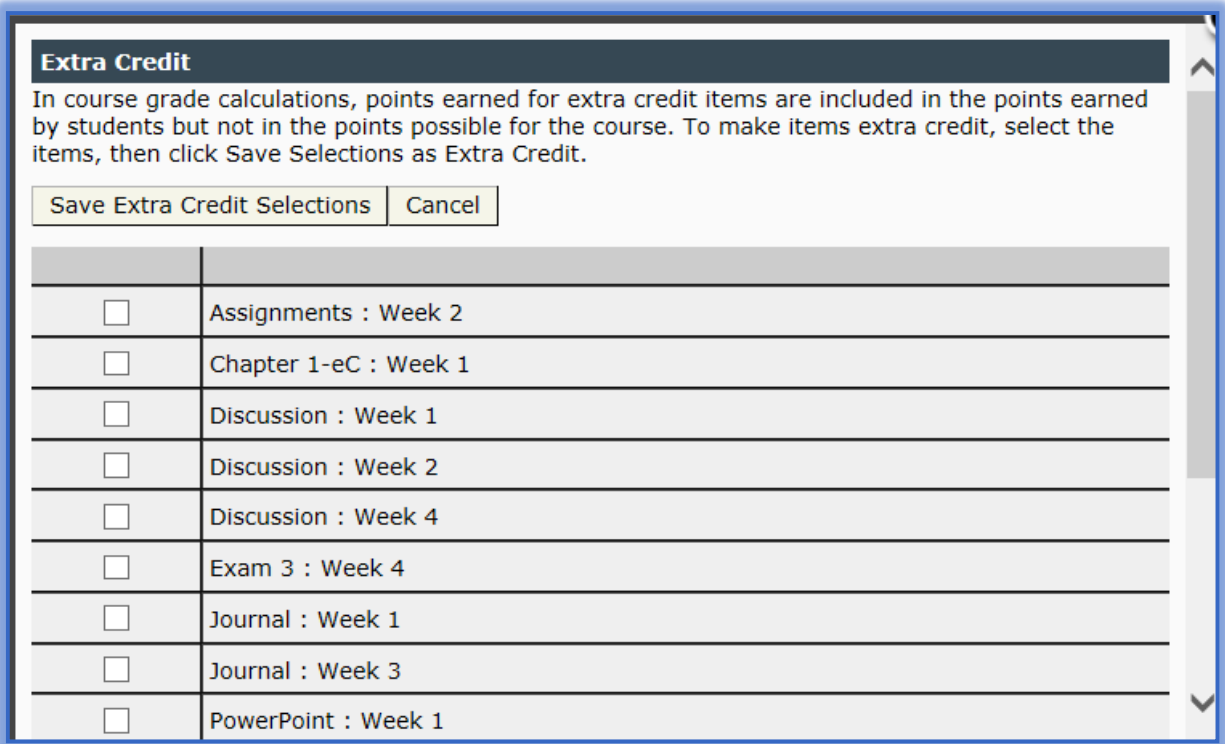 Extra Credit
In course grade calculations, points earned for extra credit items are included in the points earned
by students but not in the points possible for the course. To make items extra credit, select the
items, then click Save Selections as Extra Credit.
Save Extra Credit Selections Cancel
Assignments : Week 2
Chapter 1-eC : Week 1
Discussion : Week 1
Discussion : Week 2
Discussion : Week 4
Exam 3 : Week 4
Journal : Week 1
Journal : Week 3
PowerPoint : Week 1